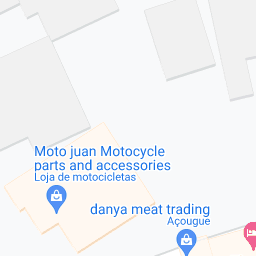 Moto juan Motocycle
parts and accessories
Loja de motocicletas
danya meat trading
Açougue